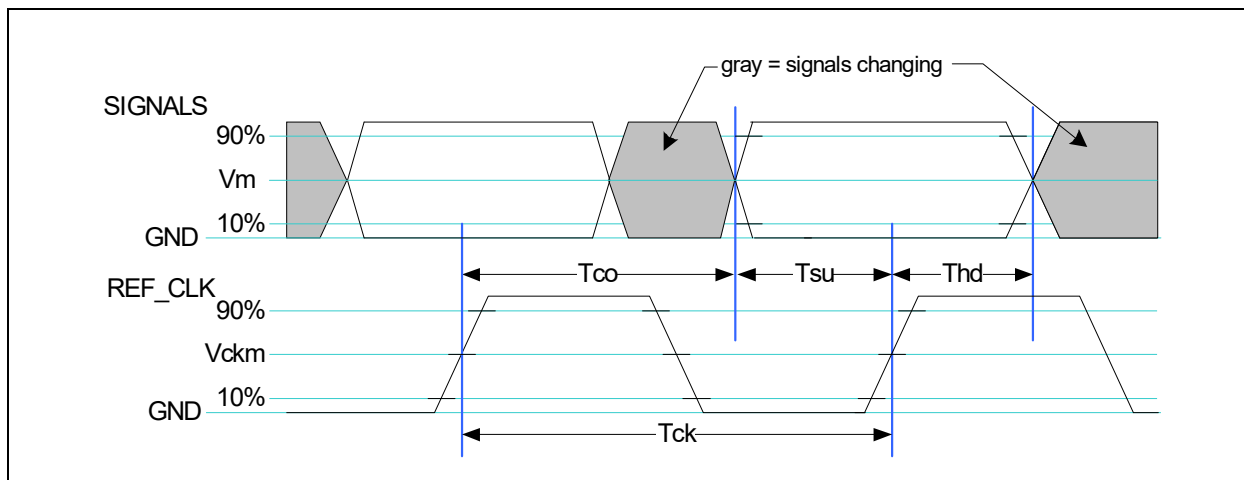 gray = signals changing
SIGNALS
90%
Vm
10%
GND
Tco
Tsu
Thd
REF_CLK
90%
Vckm
10%
GND
Tck